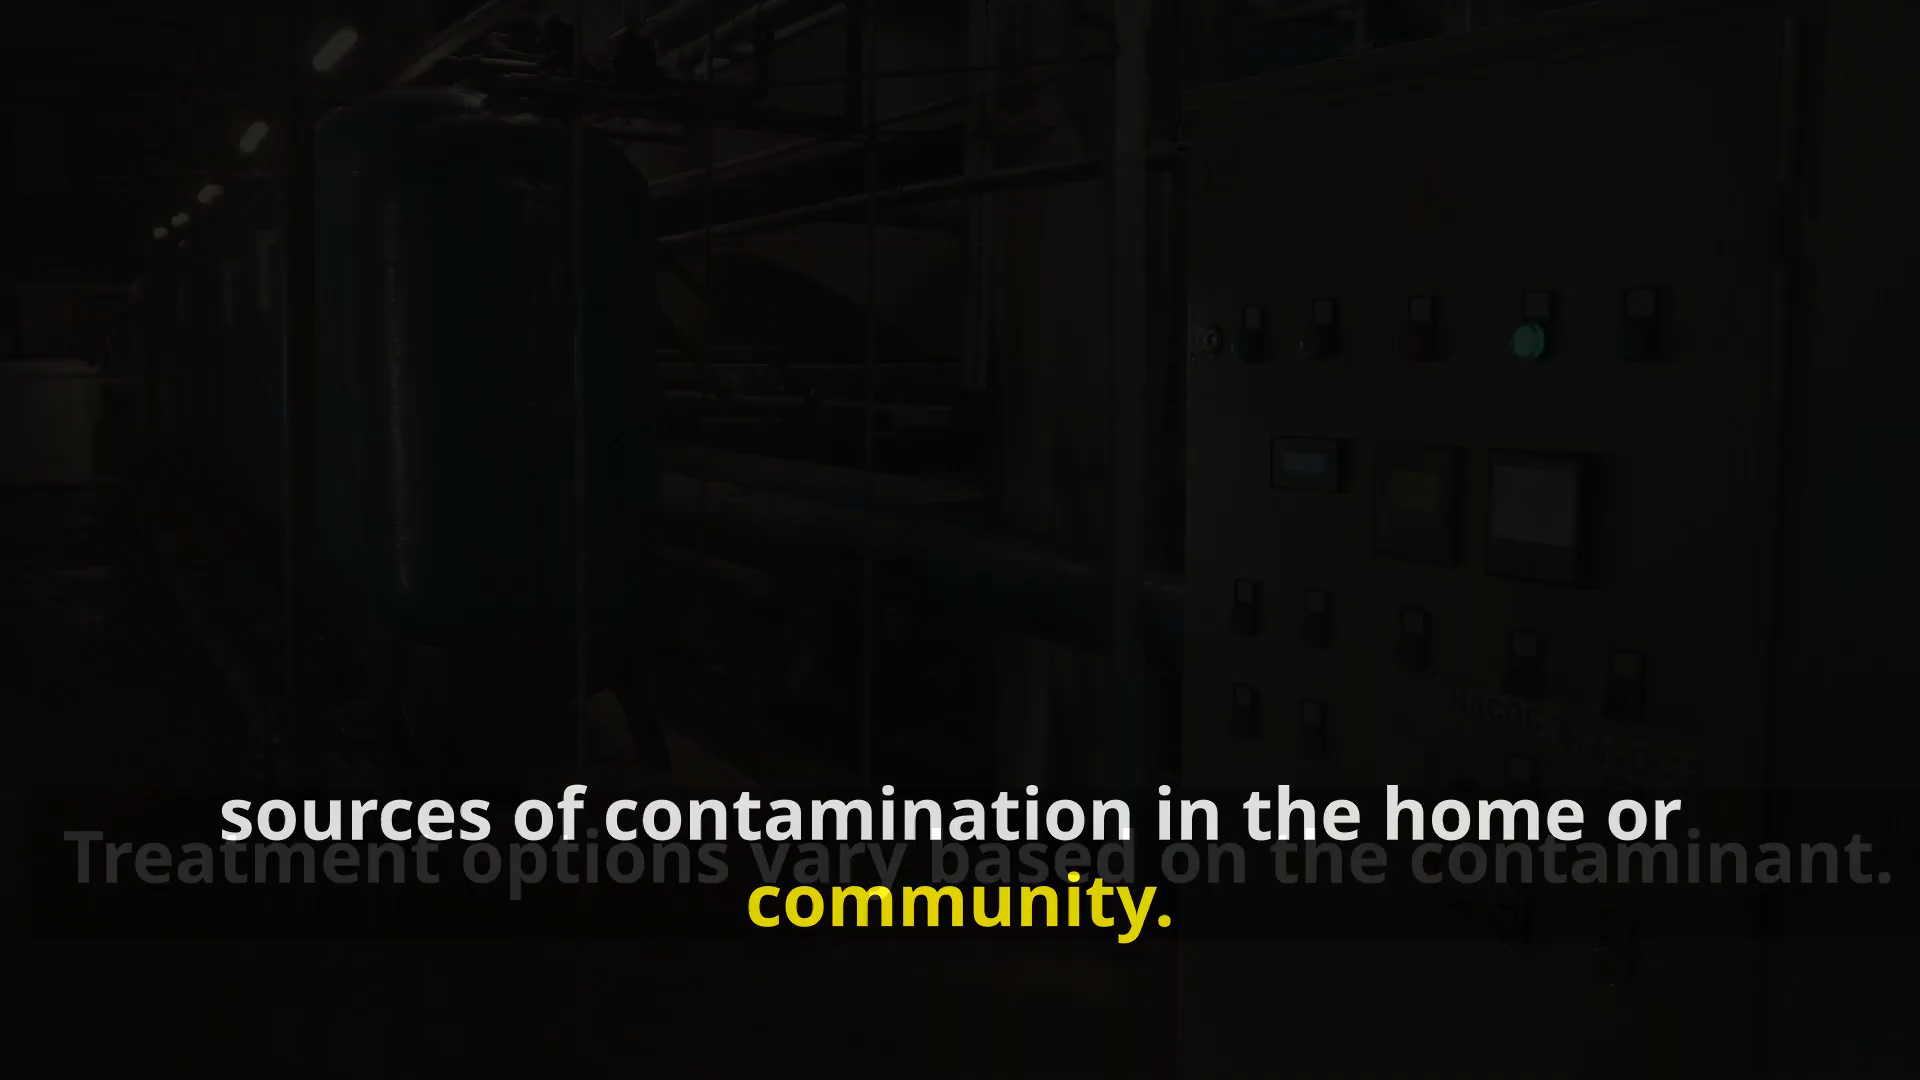 sources of contamination in the home or
Treatment options vary based on the contaminant.
community.